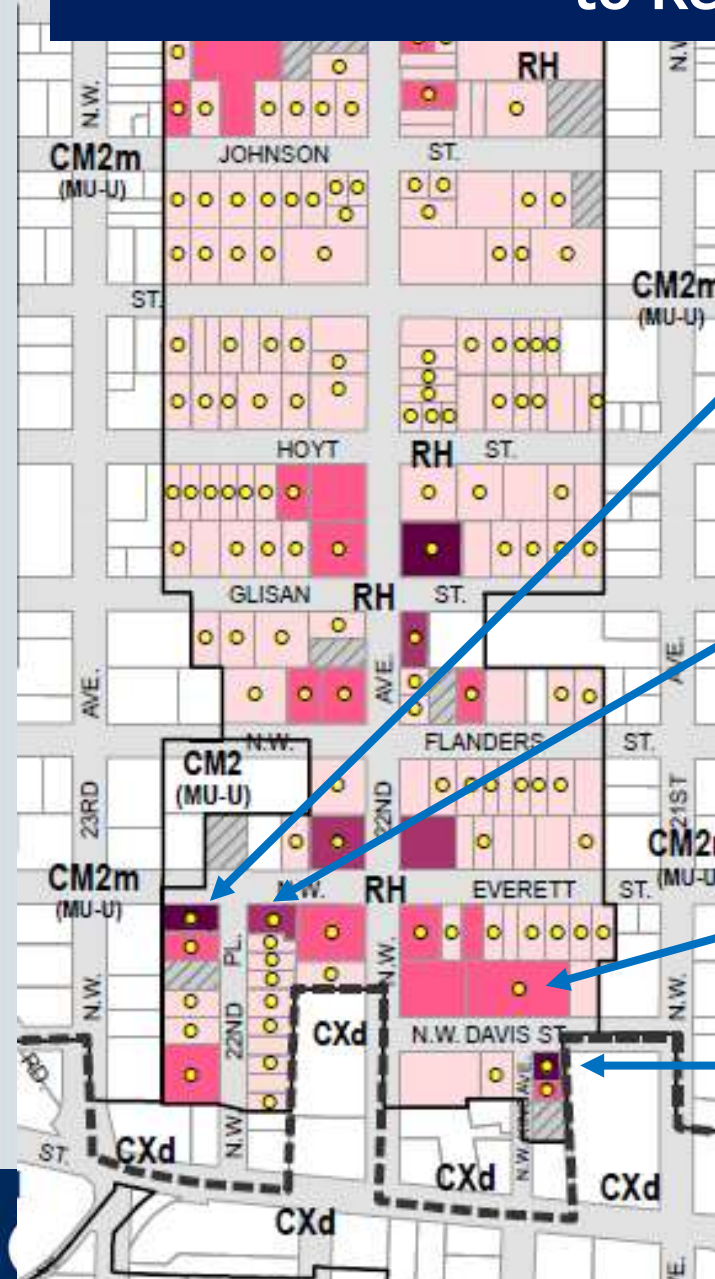 RH
N.W.
CM2m
(MU-U)
JOHNSON ST.
ST.
CM2m
(MU-U)
HOYT ST.
RH
GLISAN ST.
RH
AVE.
AVE.
AVE.
N.W. FLANDERS ST.
CM2
(MU-U)
23RD
22ND
21ST
CM2m
(MU-U)
N.W. EVERETT ST.
RH
N.W.
22ND PL.
N.W.
N.W.
N.W.
CXd
N.W. DAVIS ST.
AVE.
RD.
ST.
CXd
N.W.
CXd
N.W.
CXd
CXd